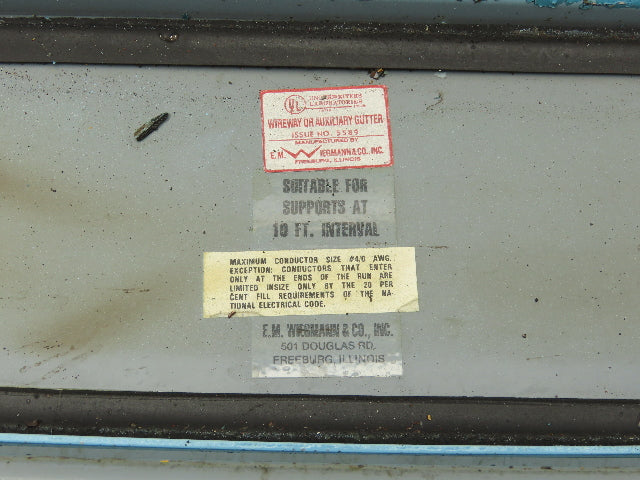 UL UNDERWRITERS
LABORATORIES
INC.
WIREWAY OR AUXILIARY GUTTER
ISSUE NO. 5589
MANUFACTURED BY
E.M. WIEGMANN & CO., INC.
FREEBURG, ILLINOIS
SUITABLE FOR
SUPPORTS AT
10 FT. INTERVAL
MAXIMUM CONDUCTOR SIZE #4/0 AWG.
EXCEPTION: CONDUCTORS THAT ENTER
ONLY AT THE ENDS OF THE RUN ARE
LIMITED INSIZE ONLY BY THE 20 PER
CENT FILL REQUIREMENTS OF THE NA-
TIONAL ELECTRICAL CODE.
E.M. WIEGMANN & CO., INC.
501 DOUGLAS RD.
FREEBURG, ILLINOIS